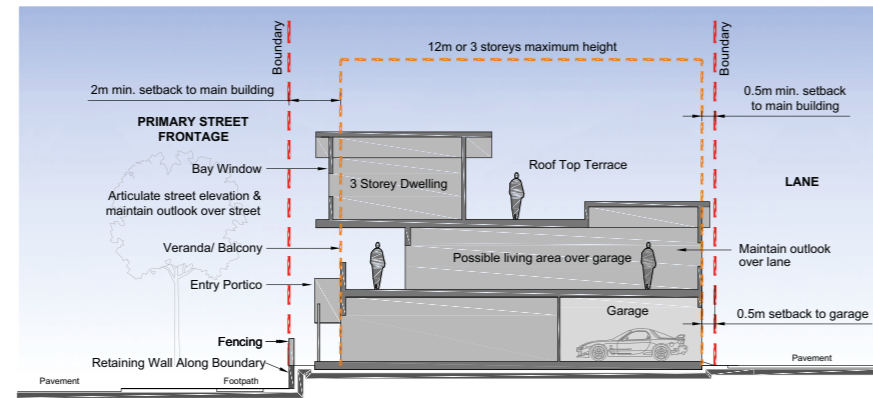 Boundary
Boundary
12m or 3 storeys maximum height
2m min. setback to main building
0.5m min. setback
to main building
PRIMARY STREET
FRONTAGE
Bay Window
Roof Top Terrace
3 Storey Dwelling
LANE
Articulate street elevation &
maintain outlook over street
Veranda/ Balcony
Possible living area over garage
Maintain outlook
over lane
Entry Portico
Garage
0.5m setback to garage
Fencing
Retaining Wall Along Boundary
Pavement
Pavement
Footpath